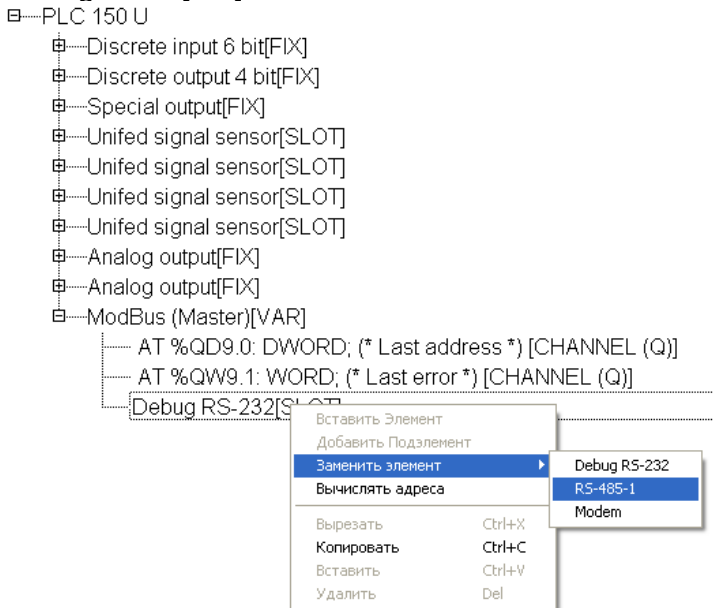 PLC 150 U
Discrete input 6 bit[FIX]
Discrete output 4 bit[FIX]
Special output[FIX]
Unifed signal sensor[SLOT]
Unifed signal sensor[SLOT]
Unifed signal sensor[SLOT]
Unifed signal sensor[SLOT]
Analog output[FIX]
Analog output[FIX]
ModBus (Master)[VAR]
AT %QD9.0: DWORD; (* Last address *) [CHANNEL (Q)]
AT %QW9.1: WORD; (* Last error *) [CHANNEL (Q)]
Debug RS-232[SLOT]
Вставить Элемент
Добавить Подэлемент
Заменить элемент
Debug RS-232
Вычислять адреса
RS-485-1
Modem
Вырезать Ctrl+X
Копировать Ctrl+C
Вставить Ctrl+V
Удалить Del